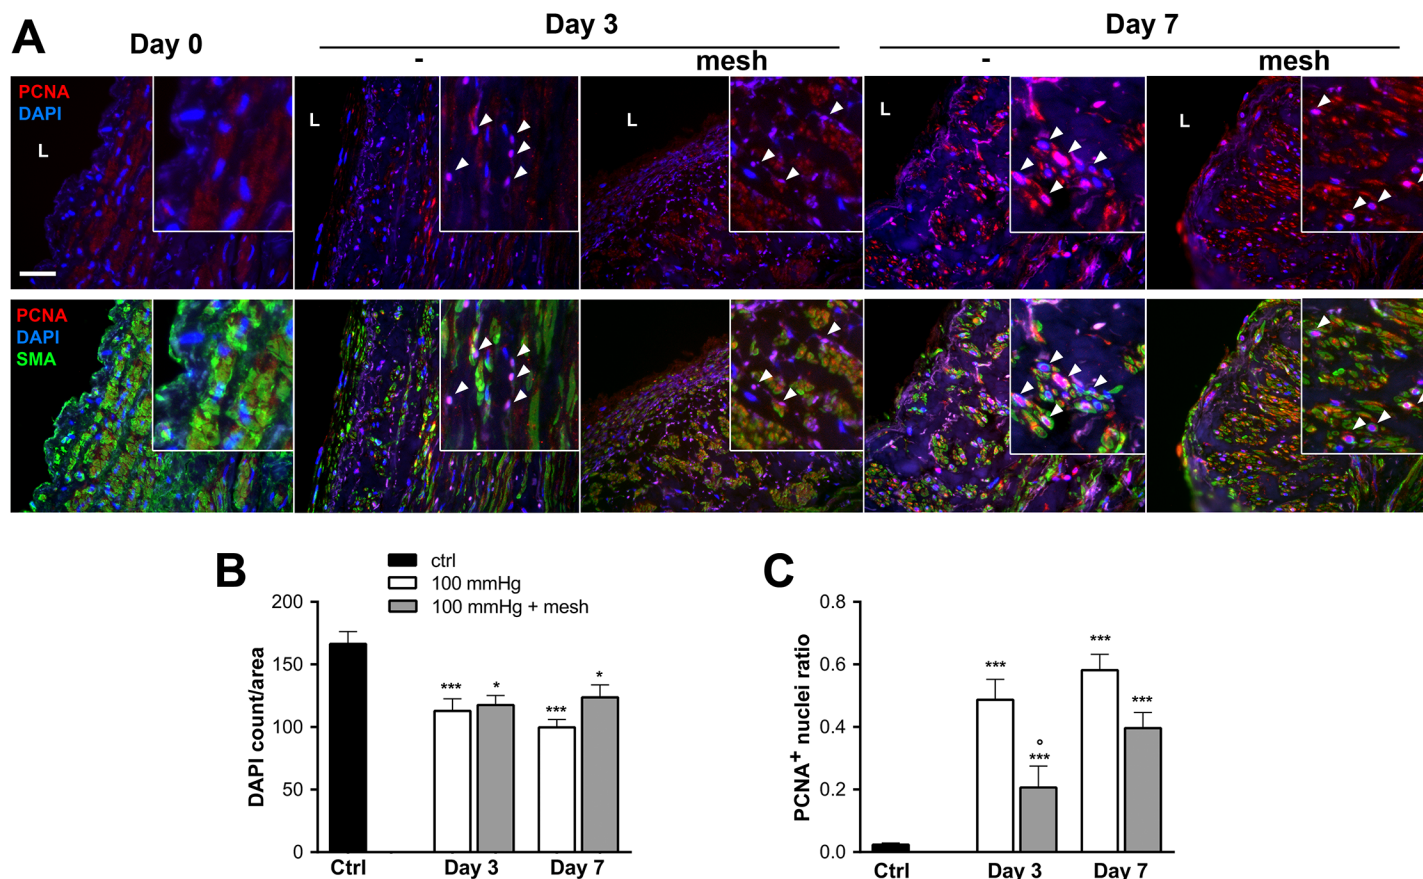 A
Day 0
Day 3
Day 7
-
mesh
-
mesh
PCNA
DAPI
L
L
L
L
L
PCNA
DAPI
SMA
B
ctrl
100 mmHg
100 mmHg + mesh
DAPI count/area
200
150
100
50
0
***
*
***
*
Ctrl
Day 3
Day 7
C
PCNA+ nuclei ratio
0.8
0.6
0.4
0.2
0.0
***
°
***
***
***
Ctrl
Day 3
Day 7